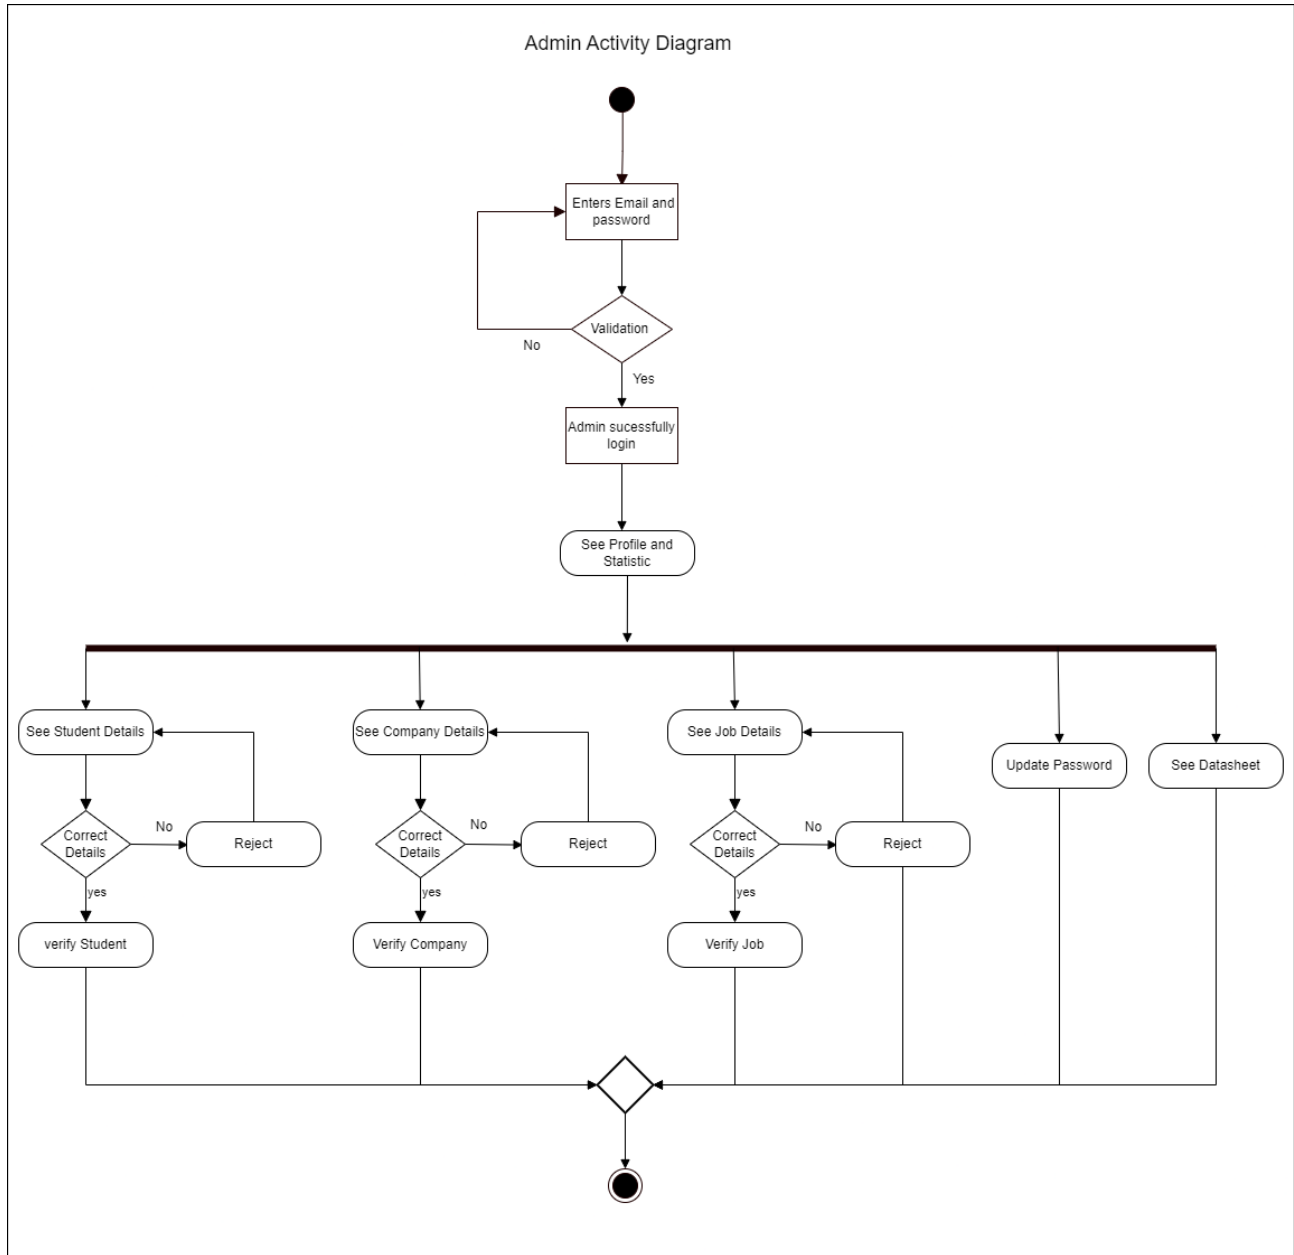 Admin Activity Diagram
Enters Email and
password
Validation
No
Yes
Admin sucessfully
login
See Profile and
Statistic
See Student Details
See Company Details
See Job Details
Update Password
See Datasheet
Correct
Details
No
Reject
Correct
Details
No
Reject
Correct
Details
No
Reject
yes
yes
yes
verify Student
Verify Company
Verify Job